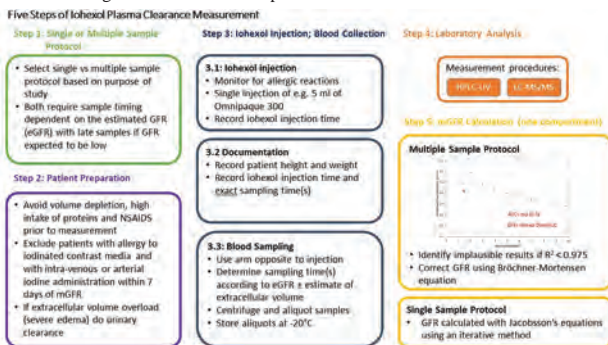 Five Steps of Iohexol Plasma Clearance Measurement
Step 1: Single or Multiple Sample
Protocol
• Select single vs multiple sample
protocol based on purpose of
study
• Both require sample timing
dependent on the estimated GFR
(eGFR) with late samples if GFR
expected to be low
Step 2: Patient Preparation
• Avoid volume depletion, high
intake of proteins and NSAIDS
prior to measurement
• Exclude patients with allergy to
iodinated contrast media and
with intra-venous or arterial
iodine administration within 7
days of mGFR
• If extracellular volume overload
(severe edema) do urinary
clearance
Step 3: Iohexol Injection; Blood Collection
3.1: Iohexol injection
• Monitor for allergic reactions
• Single injection of e.g. 5 ml of
Omnipaque 300
• Record iohexol injection time
3.2 Documentation
• Record patient height and weight
• Record iohexol injection time and
exact sampling time(s)
3.3: Blood Sampling
• Use arm opposite to injection
• Determine sampling time(s)
according to eGFR ± estimate of
extracellular volume
• Centrifuge and aliquot samples
• Store aliquots at -20°C
Step 4: Laboratory Analysis
Measurement procedures:
HPLC-UV
LC-MS/MS
Step 5: mGFR Calculation
Multiple Sample Protocol
• Identify implausible results if R² < 0.975
• Correct GFR using Bröchner-Mortensen
equation
Single Sample Protocol
• GFR calculated with Jacobsson's equations
using an iterative method